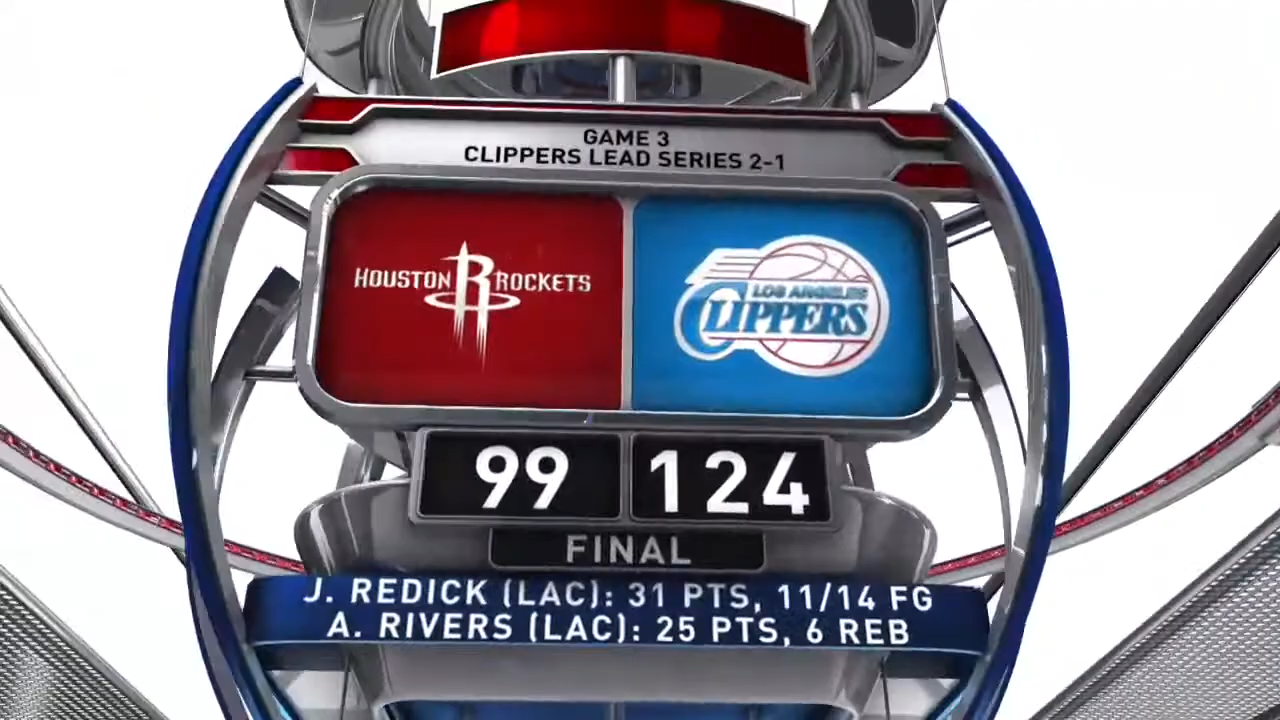 GAME 3
CLIPPERS LEAD SERIES 2-1
HOUSTON R ROCKETS
LOS ANGELES
CLIPPERS
99 124
FINAL
J. REDICK (LAC): 31 PTS, 11/14 FG
A. RIVERS (LAC): 25 PTS, 6 REB